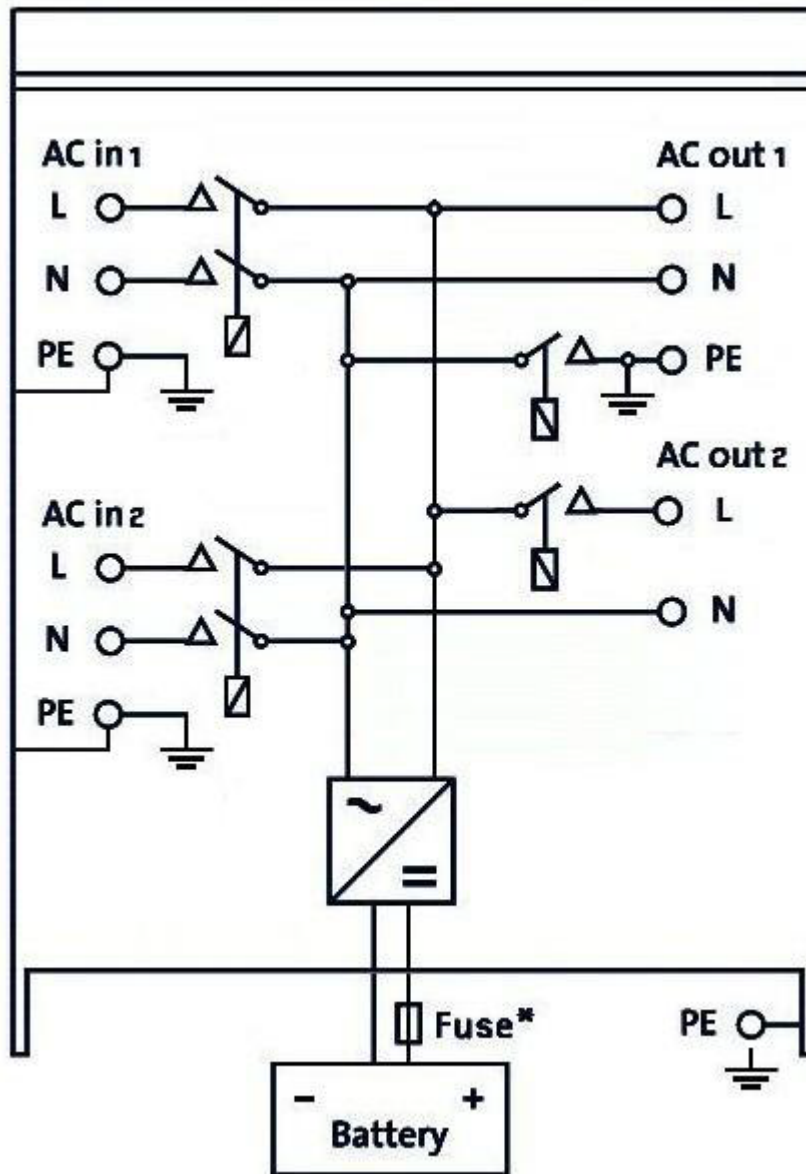 AC in 1
L
N
PE
AC in 2
L
N
PE
AC out 1
L
N
PE
AC out 2
L
N
~
=
Fuse*
PE
- +
Battery